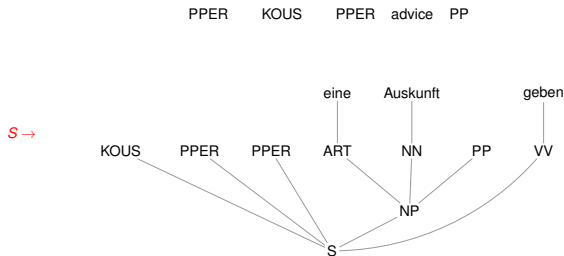 PPER KOUS PPER advice PP
eine Auskunft geben
S →
KOUS PPER PPER ART NN PP VV
NP
S